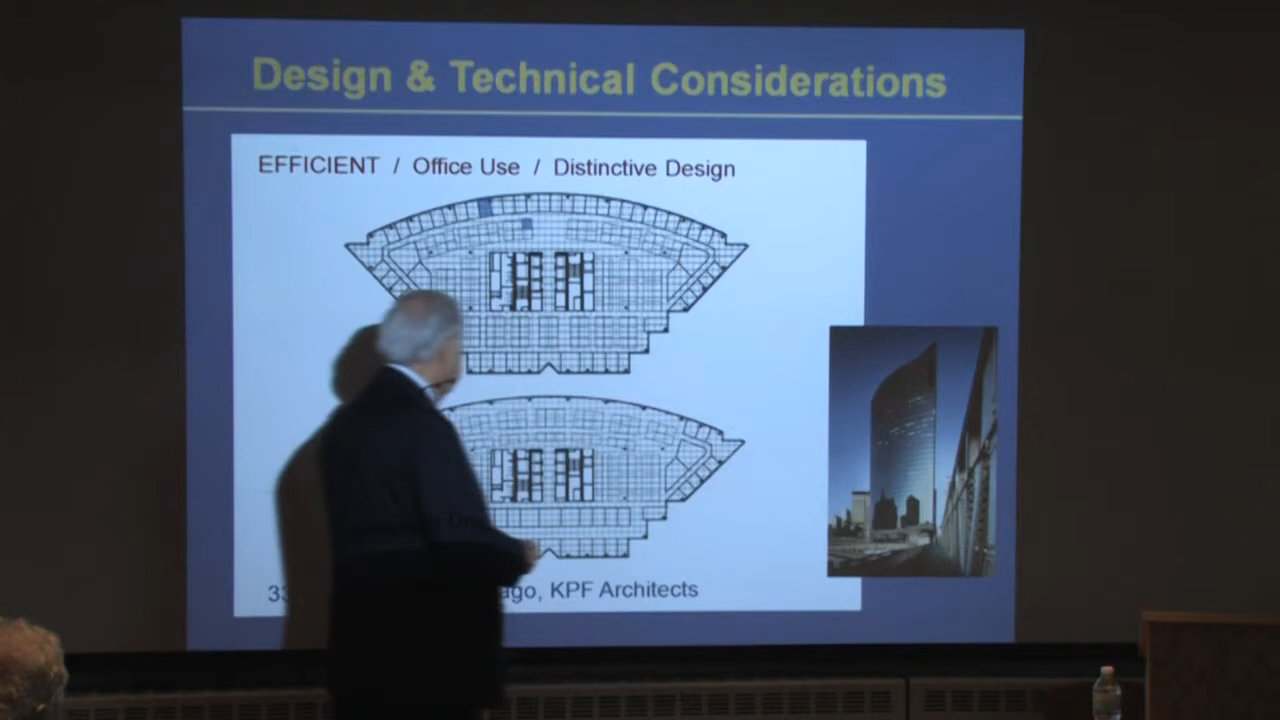 Design & Technical Considerations
EFFICIENT / Office Use / Distinctive Design
33 ago, KPF Architects